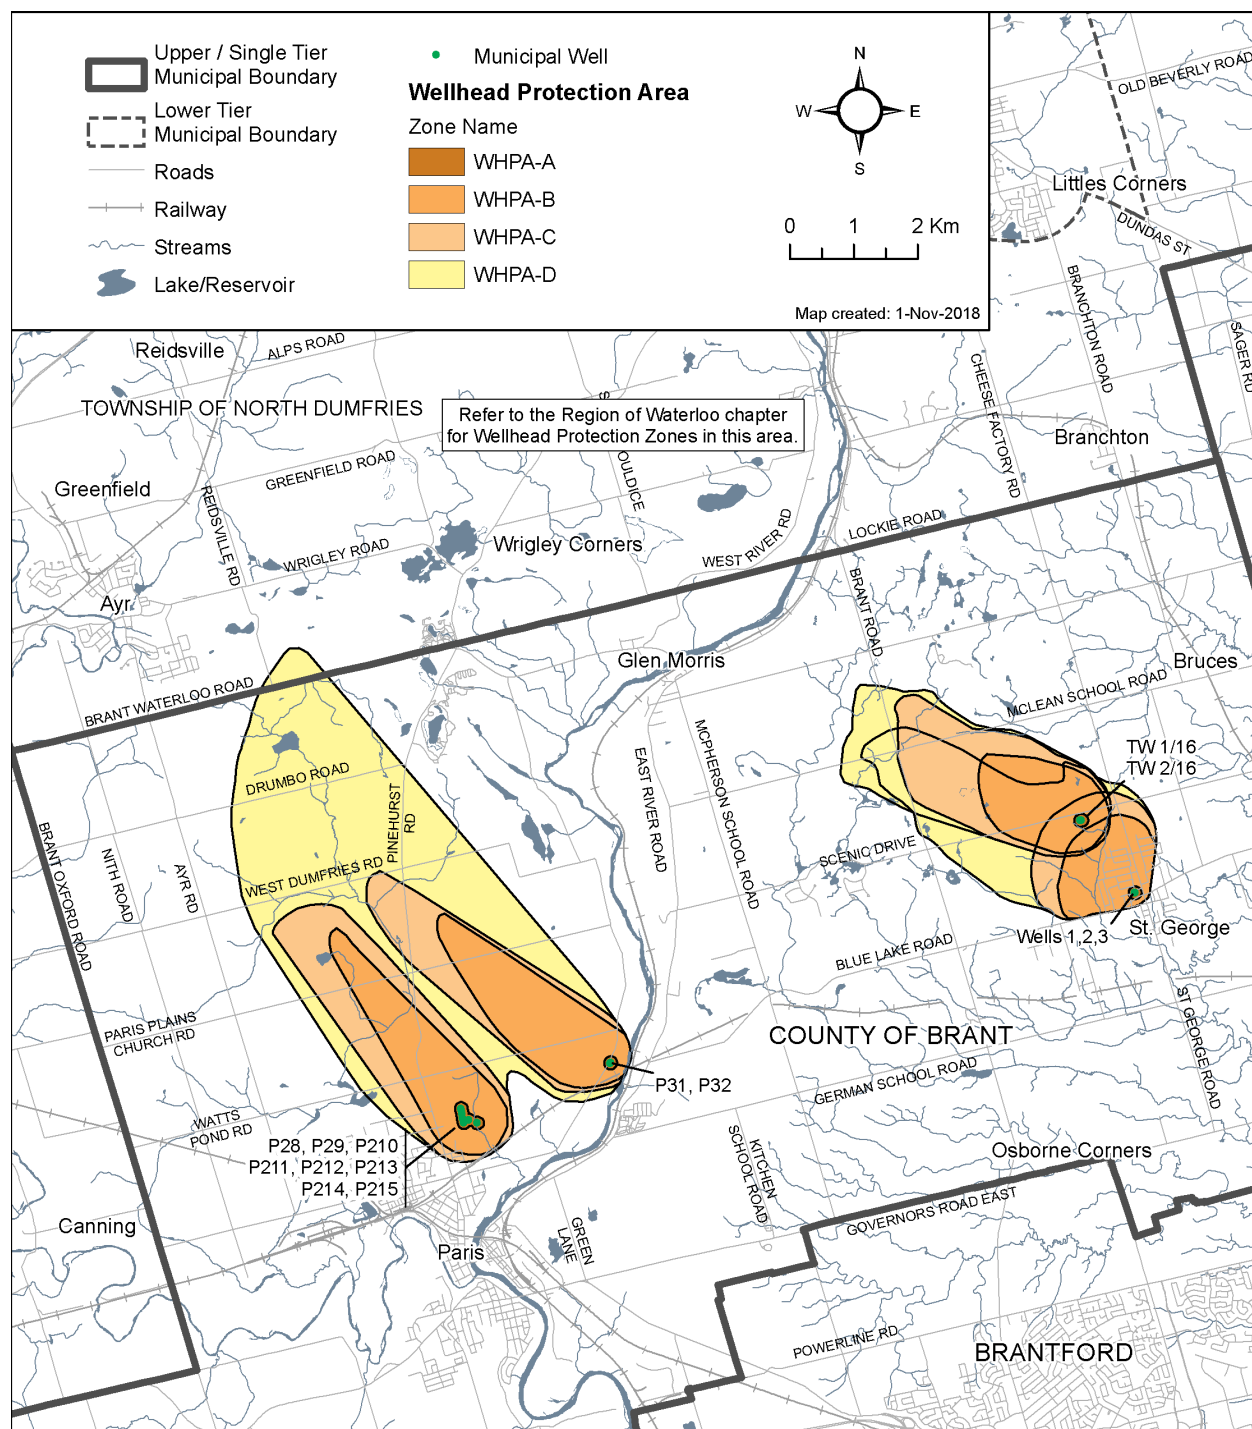 Upper / Single Tier
Municipal Boundary
Lower Tier
Municipal Boundary
Roads
Railway
Streams
Lake/Reservoir
Municipal Well
Wellhead Protection Area
Zone Name
WHPA-A
WHPA-B
WHPA-C
WHPA-D
N
W
E
S
0
1
2 Km
Map created: 1-Nov-2018
OLD BEVERLY ROAD
Littles Corners
DUNDAS ST
BRANCHTON ROAD
SAGER RD
Reidsville
ALPS ROAD
CHEESE FACTORY RD
TOWNSHIP OF NORTH DUMFRIES
Refer to the Region of Waterloo chapter
for Wellhead Protection Zones in this area.
Branchton
GREENFIELD ROAD
Greenfield
REIDSVILLE RD
WEST RIVER RD
LOCKIE ROAD
WRIGLEY ROAD
Wrigley Corners
Ayr
BRANT ROAD
Glen Morris
Bruces
BRANT WATERLOO ROAD
MCLEAN SCHOOL ROAD
TW 1/16
TW 2/16
DRUMBO ROAD
PINEHURST
RD
EAST RIVER ROAD
MCPHERSON SCHOOL ROAD
BRANT OXFORD ROAD
NITH ROAD
AYR RD
WEST DUMFRIES RD
SCENIC DRIVE
Wells 1,2,3
St. George
BLUE LAKE ROAD
PARIS PLAINS
CHURCH RD
COUNTY OF BRANT
ST GEORGE ROAD
P31, P32
GERMAN SCHOOL ROAD
WATTS
POND RD
P28, P29, P210
P211, P212, P213
P214, P215
KITCHEN
SCHOOL ROAD
Osborne Corners
Canning
Paris
GREEN
LANE
GOVERNORS ROAD EAST
POWERLINE RD
BRANTFORD